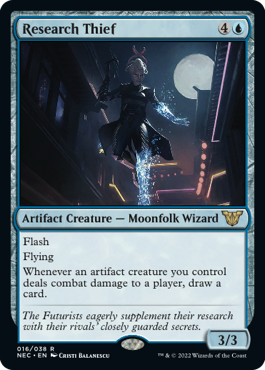 Research Thief 4
Artifact Creature — Moonfolk Wizard
Flash
Flying
Whenever an artifact creature you control
deals combat damage to a player, draw a
card.
The Futurists eagerly supplement their research
with their rivals' closely guarded secrets.
3/3
016/038 R
NEC • EN Cristi Balanescu
™ & © 2022 Wizards of the Coast